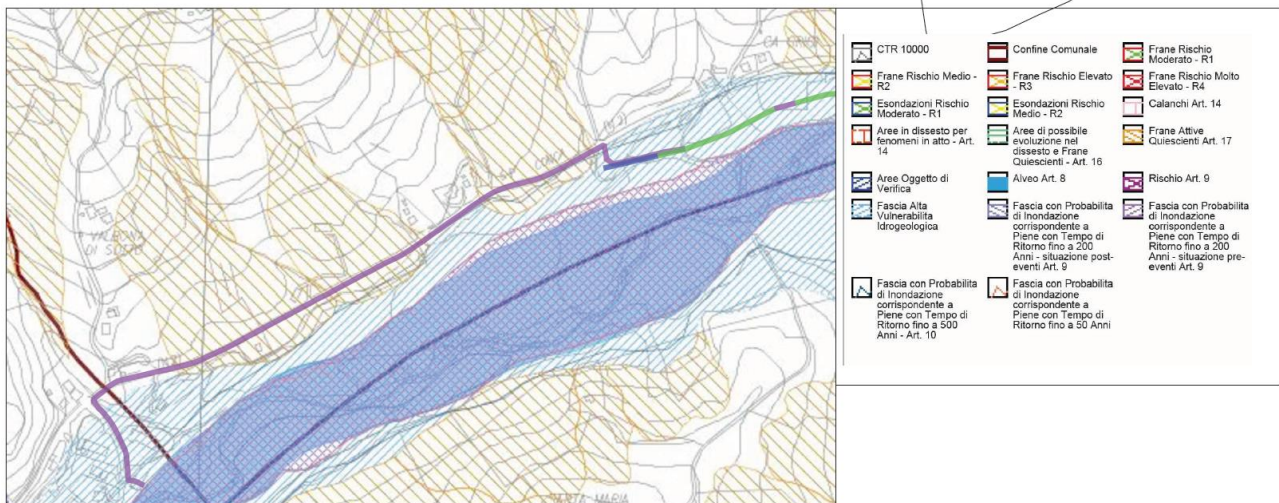 CA GRISO
VALBONA
DI SOTTO
CTR 10000
Confine Comunale
Frane Rischio
Moderato - R1
Frane Rischio Medio -
R2
Frane Rischio Elevato
- R3
Frane Rischio Molto
Elevato - R4
Esondazioni Rischio
Moderato - R1
Esondazioni Rischio
Medio - R2
Calanchi Art. 14
Aree in dissesto per
fenomeni in atto - Art.
14
Aree di possibile
evoluzione nel
dissesto e Frane
Quiescienti - Art. 16
Frane Attive
Quiescienti Art. 17
Aree Oggetto di
Verifica
Alveo Art. 8
Rischio Art. 9
Fascia Alta
Vulnerabilita
Idrogeologica
Fascia con Probabilita
di Inondazione
corrispondente a
Piene con Tempo di
Ritorno fino a 200
Anni - situazione post-
eventi Art. 9
Fascia con Probabilita
di Inondazione
corrispondente a
Piene con Tempo di
Ritorno fino a 200
Anni - situazione pre-
eventi Art. 9
Fascia con Probabilita
di Inondazione
corrispondente a
Piene con Tempo di
Ritorno fino a 500
Anni - Art. 10
Fascia con Probabilita
di Inondazione
corrispondente a
Piene con Tempo di
Ritorno fino a 50 Anni
MARIA